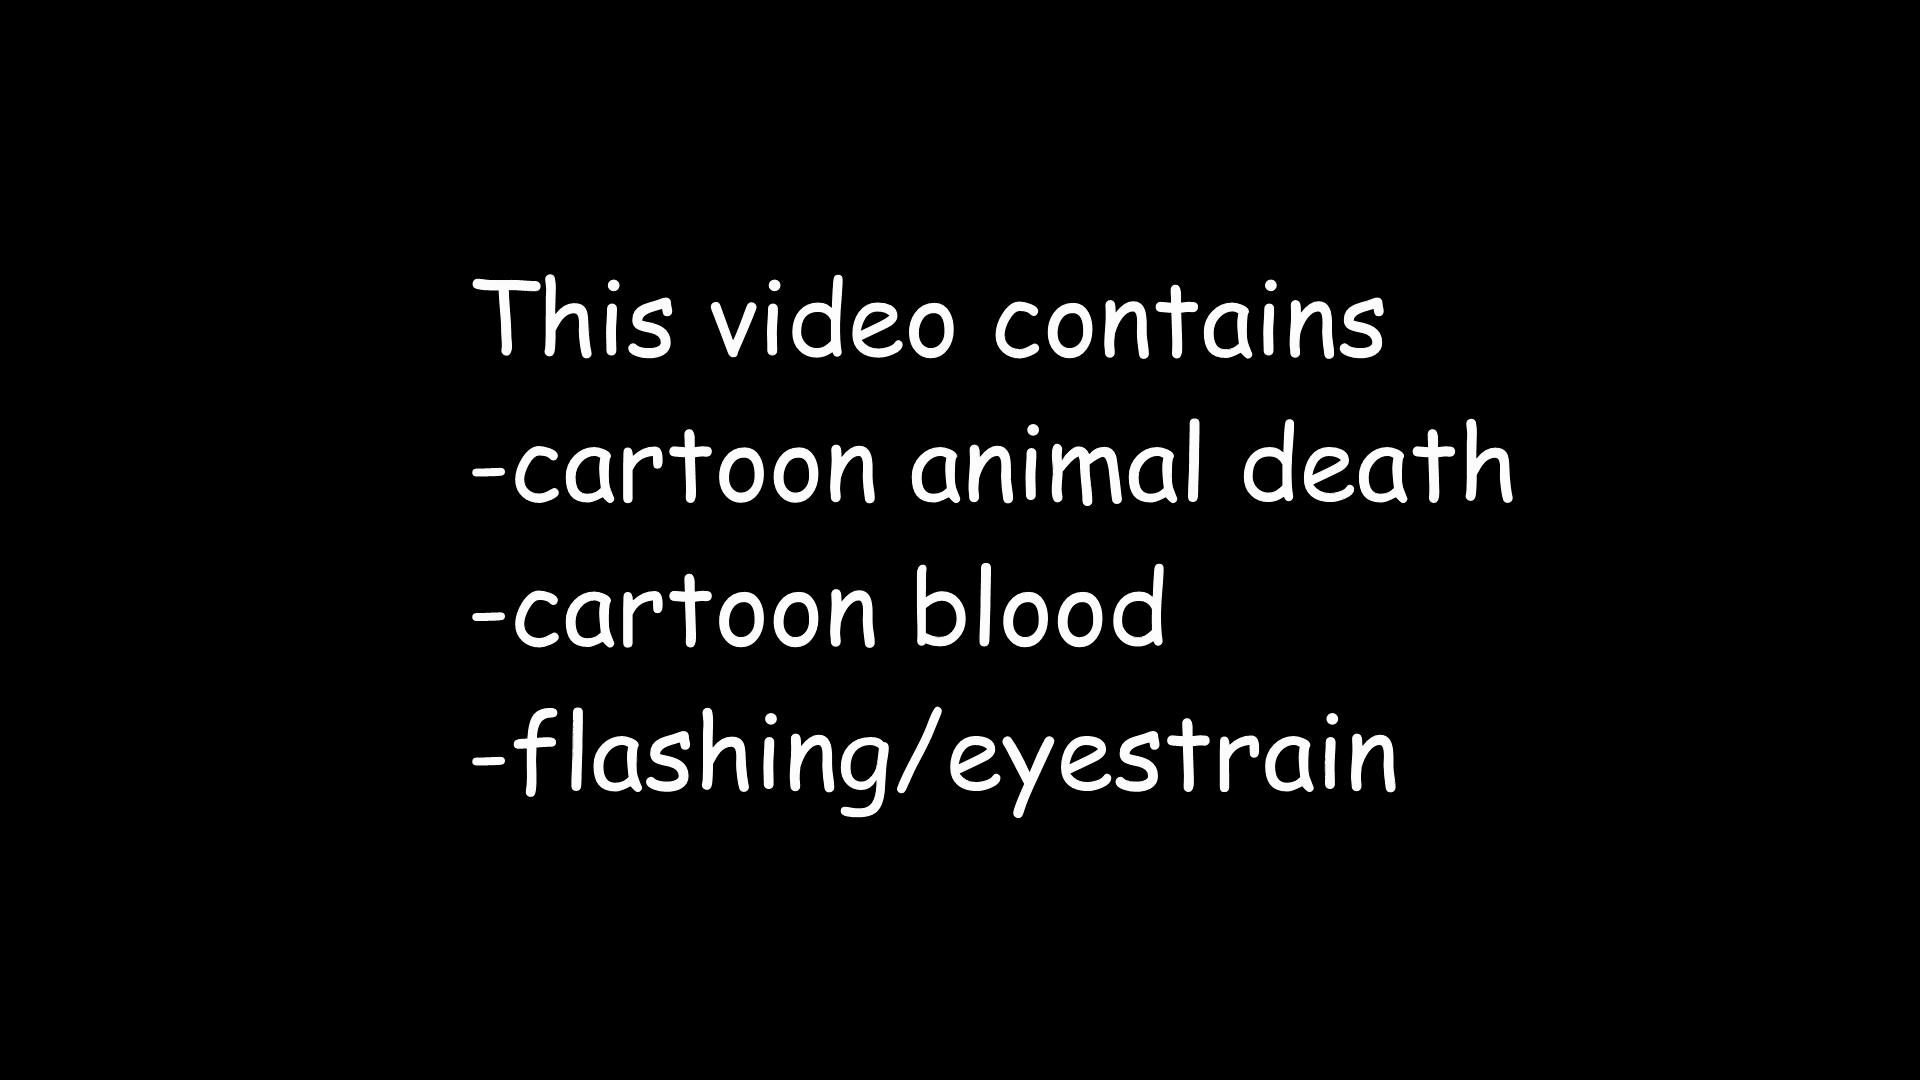 This video contains
-cartoon animal death
-cartoon blood
-flashing/eyestrain